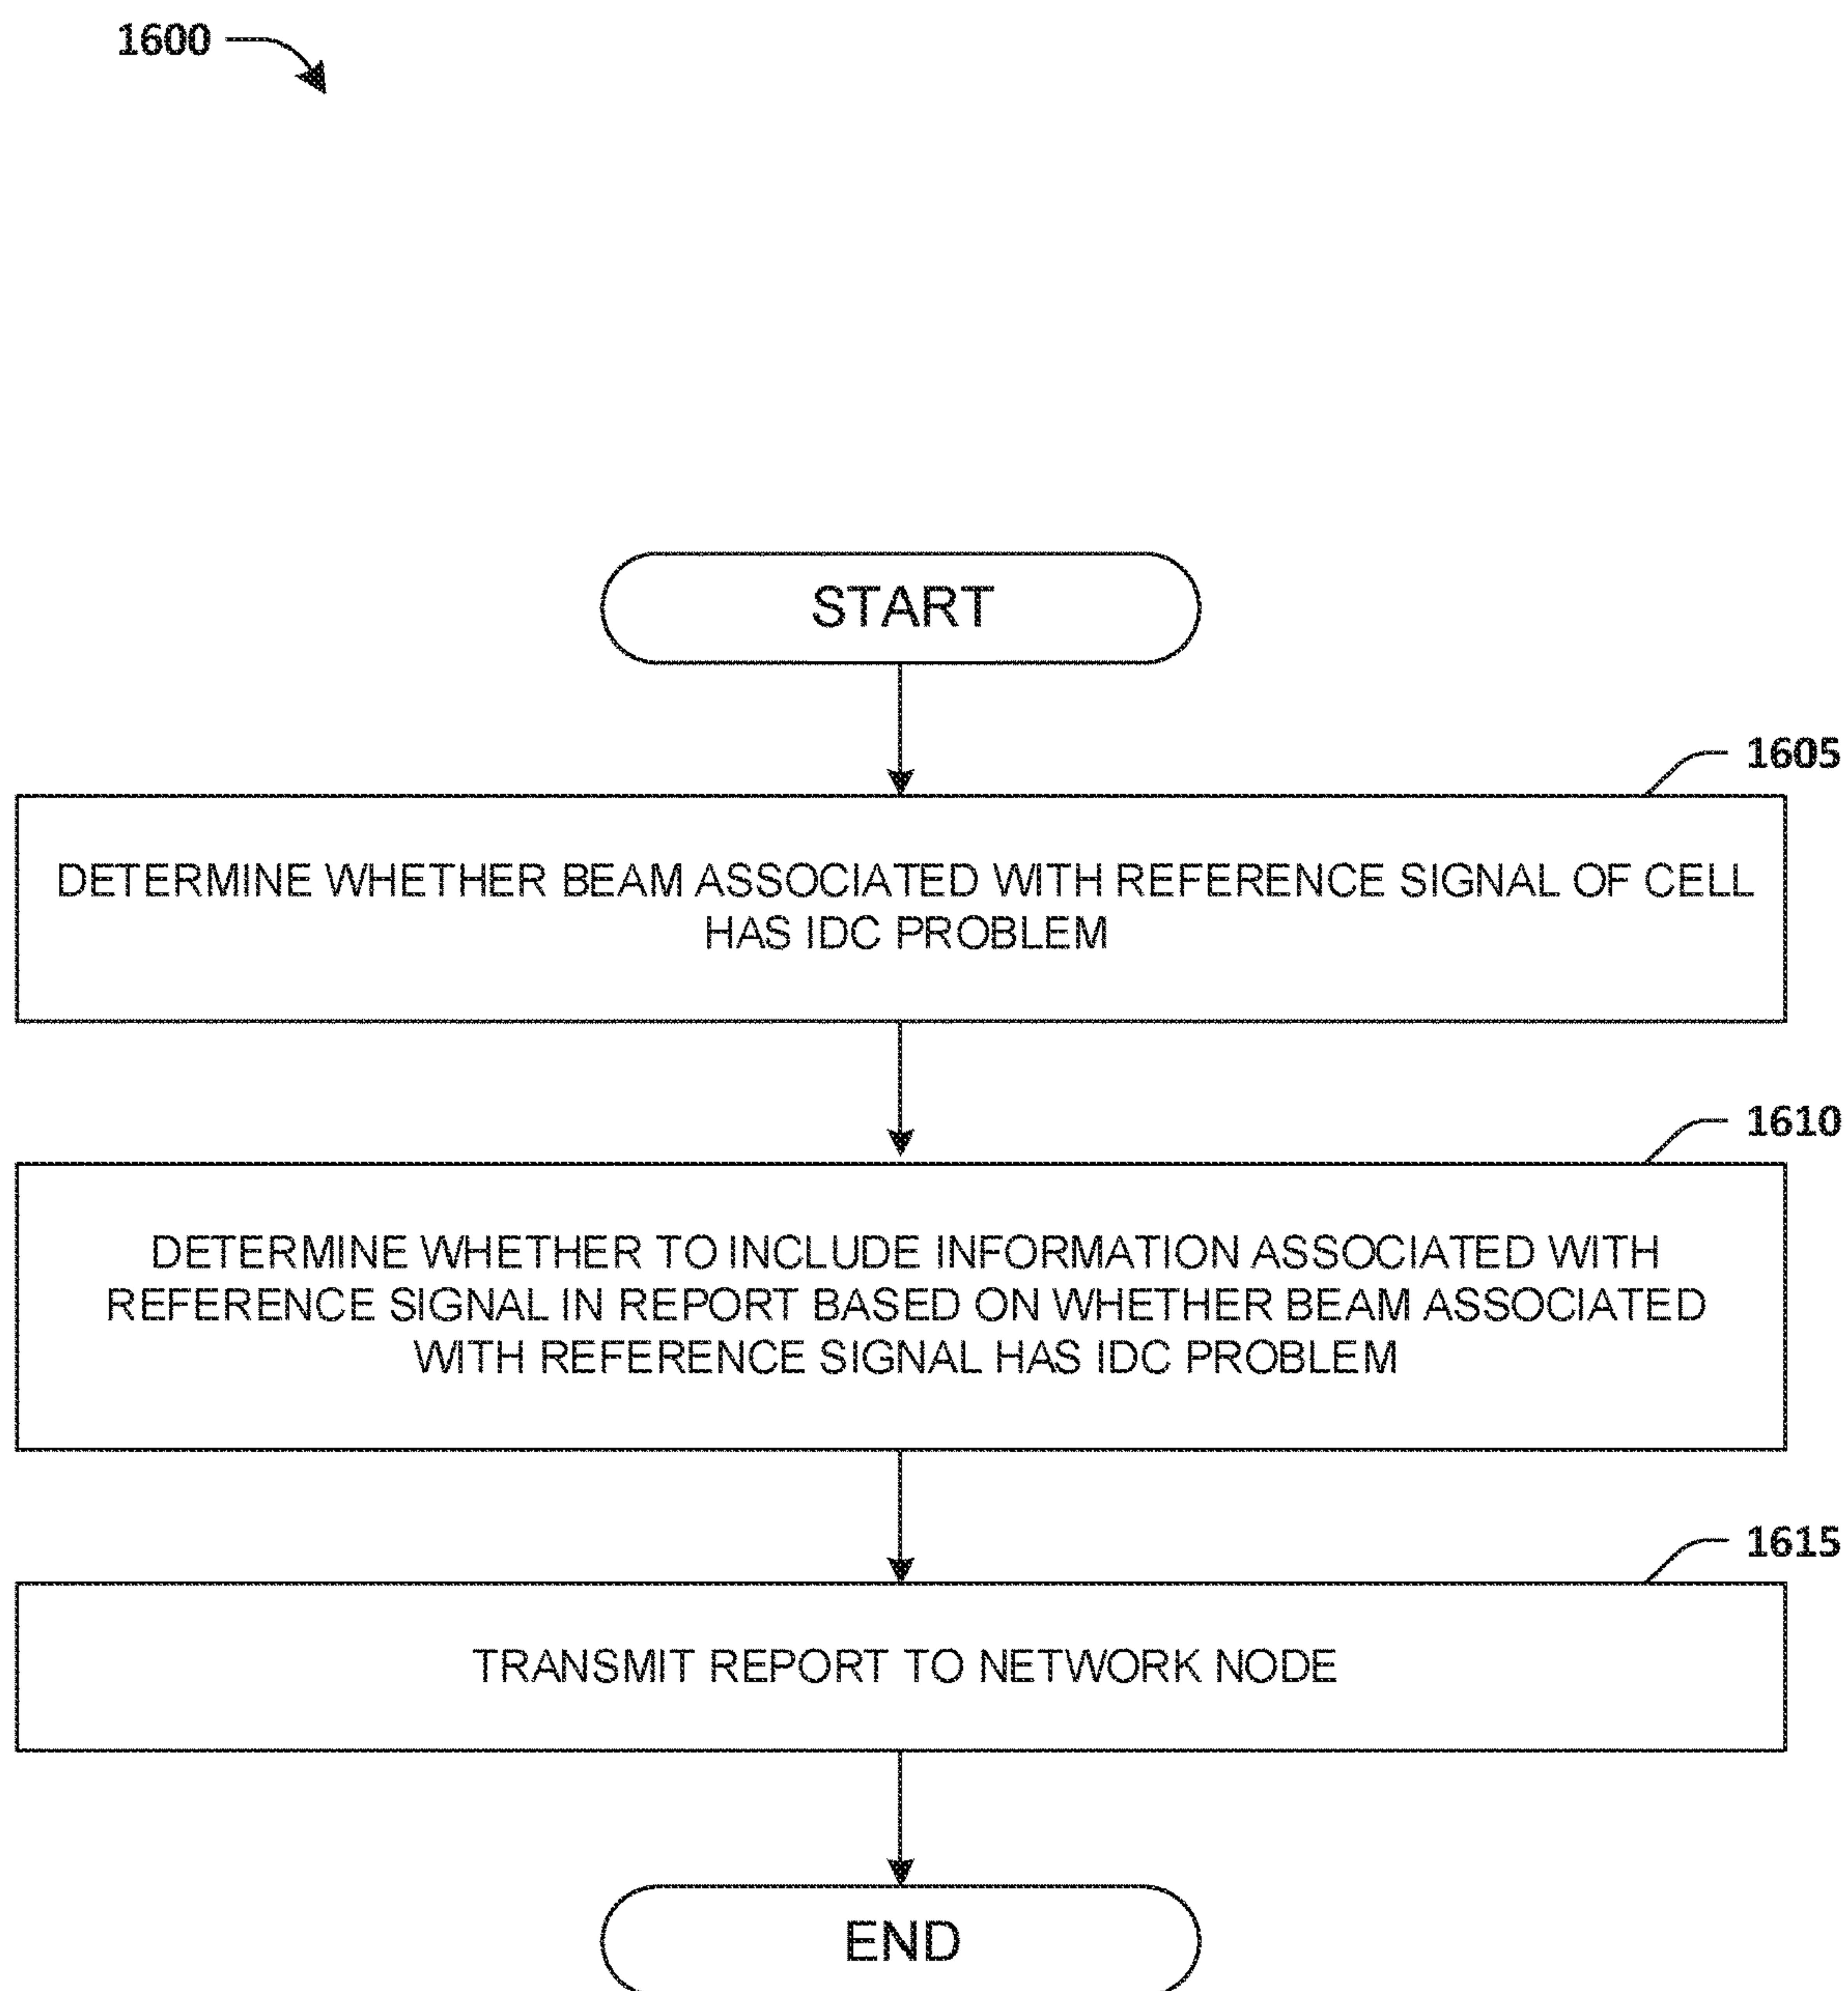 1600
START
1605
DETERMINE WHETHER BEAM ASSOCIATED WITH REFERENCE SIGNAL OF CELL
HAS IDC PROBLEM
1610
DETERMINE WHETHER TO INCLUDE INFORMATION ASSOCIATED WITH
REFERENCE SIGNAL IN REPORT BASED ON WHETHER BEAM ASSOCIATED
WITH REFERENCE SIGNAL HAS IDC PROBLEM
1615
TRANSMIT REPORT TO NETWORK NODE
END